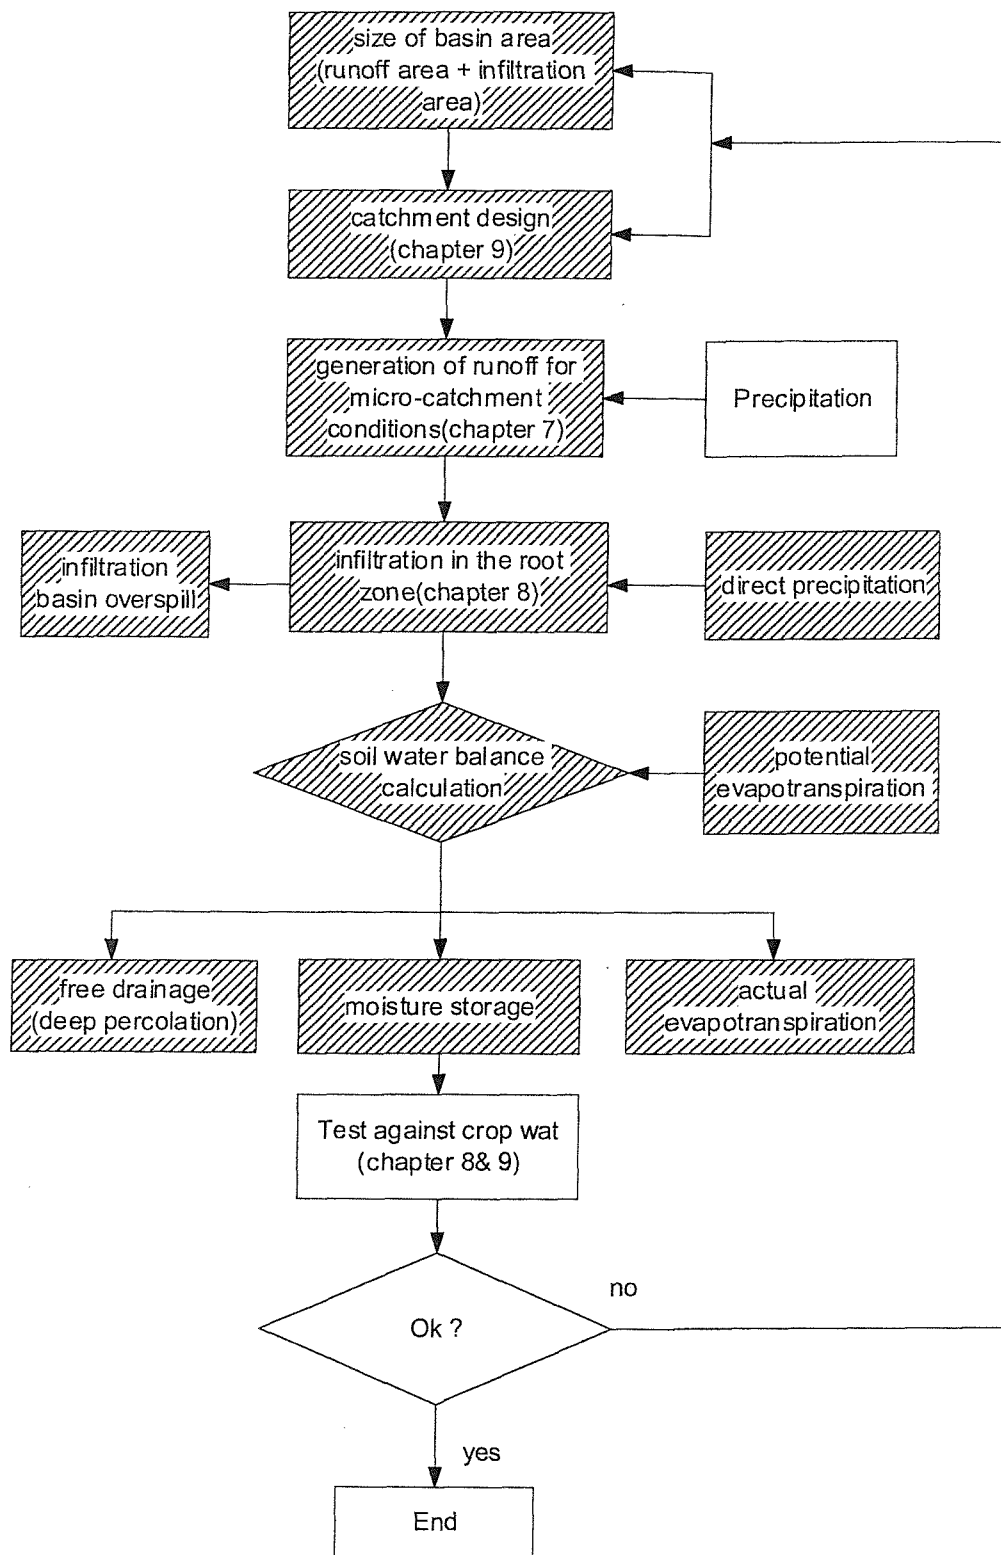 size of basin area
(runoff area + infiltration
area)
catchment design
(chapter 9)
generation of runoff for
micro-catchment
conditions(chapter 7)
Precipitation
infiltration
basin overspill
infiltration in the root
zone(chapter 8)
direct precipitation
soil water balance
calculation
potential
evapotranspiration
free drainage
(deep percolation)
moisture storage
actual
evapotranspiration
Test against crop wat
(chapter 8& 9)
Ok ?
no
yes
End